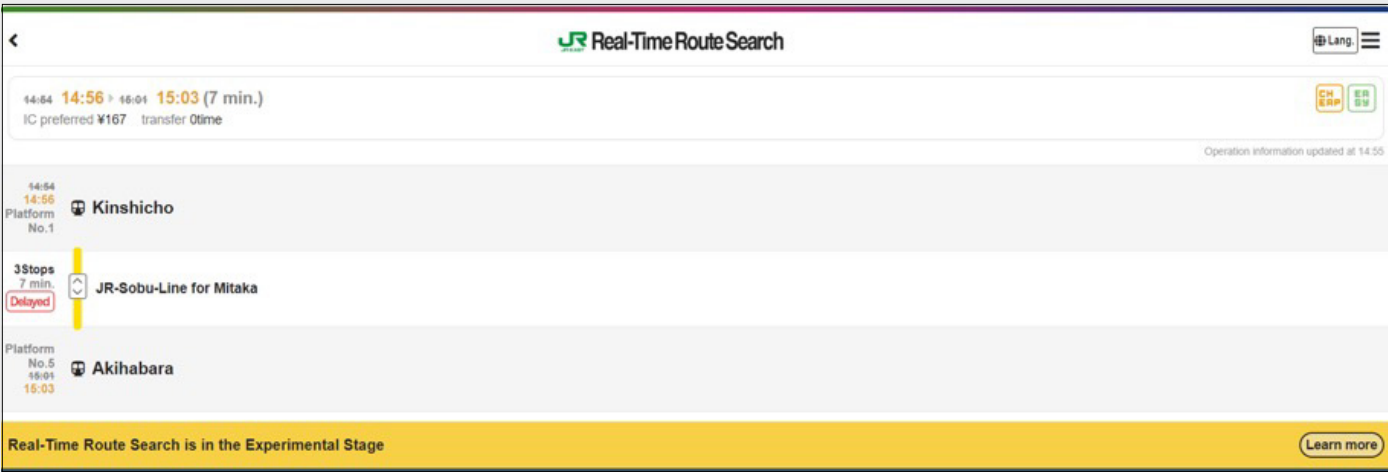 JR Real-Time Route Search
Lang.
14:54 14:56 15:01 15:03 (7 min.)
IC preferred ¥167 transfer 0time
CHEAP EASY
Operation information updated at 14:55
14:54
14:56
Platform
No.1
Kinshicho
3Stops
7 min.
Delayed
JR-Sobu-Line for Mitaka
Platform
No.5
15:01
15:03
Akihabara
Real-Time Route Search is in the Experimental Stage
Learn more